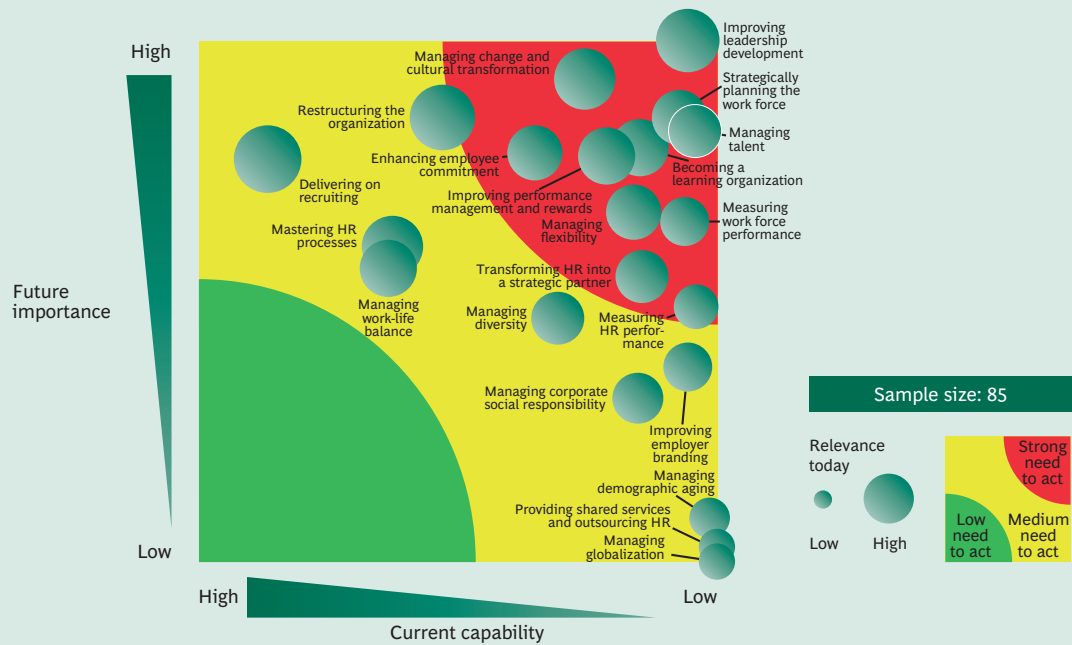 High
Future
importance
Low
High
Low
Current capability
Improving
leadership
development
Managing change and
cultural transformation
Strategically
planning the
work force
Restructuring the
organization
Managing
talent
Enhancing employee
commitment
Becoming a
learning organization
Delivering on
recruiting
Improving performance
management and rewards
Measuring
work force
performance
Managing
flexibility
Mastering HR
processes
Transforming HR into
a strategic partner
Managing
work-life
balance
Managing
diversity
Measuring
HR perfor-
mance
Managing corporate
social responsibility
Improving
employer
branding
Managing
demographic aging
Providing shared services
and outsourcing HR
Managing
globalization
Sample size: 85
Relevance
today
Low
High
Strong
need
to act
Low
need
to act
Medium
need
to act